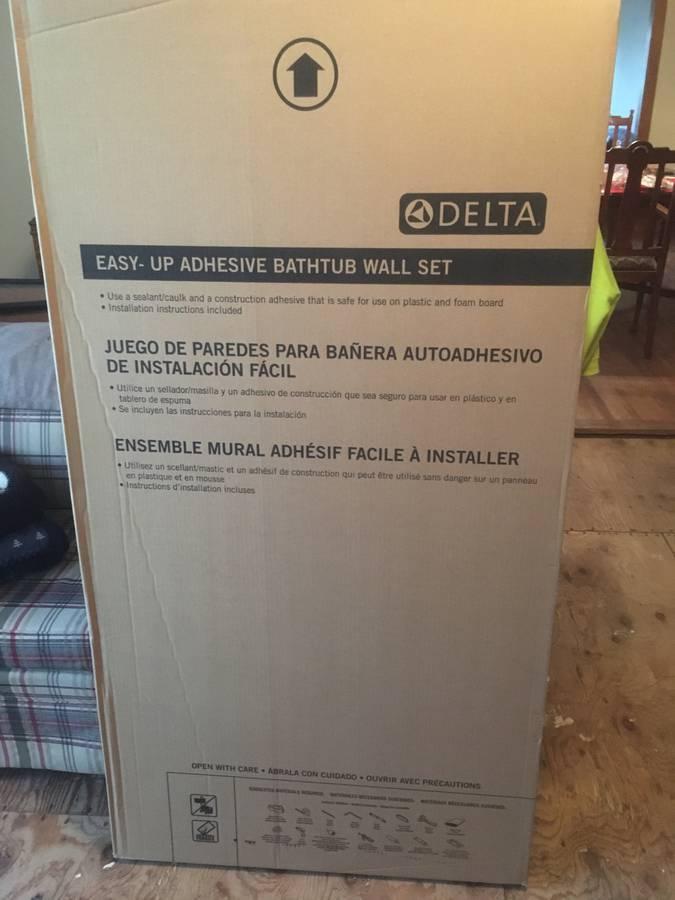 DELTA
EASY- UP ADHESIVE BATHTUB WALL SET
• Use a sealant/caulk and a construction adhesive that is safe for use on plastic and foam board
• Installation instructions included
JUEGO DE PAREDES PARA BAÑERA AUTOADHESIVO
DE INSTALACIÓN FÁCIL
• Utilice un sellador/masilla y un adhesivo de construcción que sea seguro para usar en plástico y en
tablero de espuma
• Se incluyen las instrucciones para la instalación
ENSEMBLE MURAL ADHÉSIF FACILE À INSTALLER
• Utilisez un scellant/mastic et un adhésif de construction qui peut être utilisé sans danger sur un panneau
en plastique et en mousse
• Instructions d'installation incluses
OPEN WITH CARE • ABRALA CON CUIDADO • OUVRIR AVEC PRÉCAUTIONS